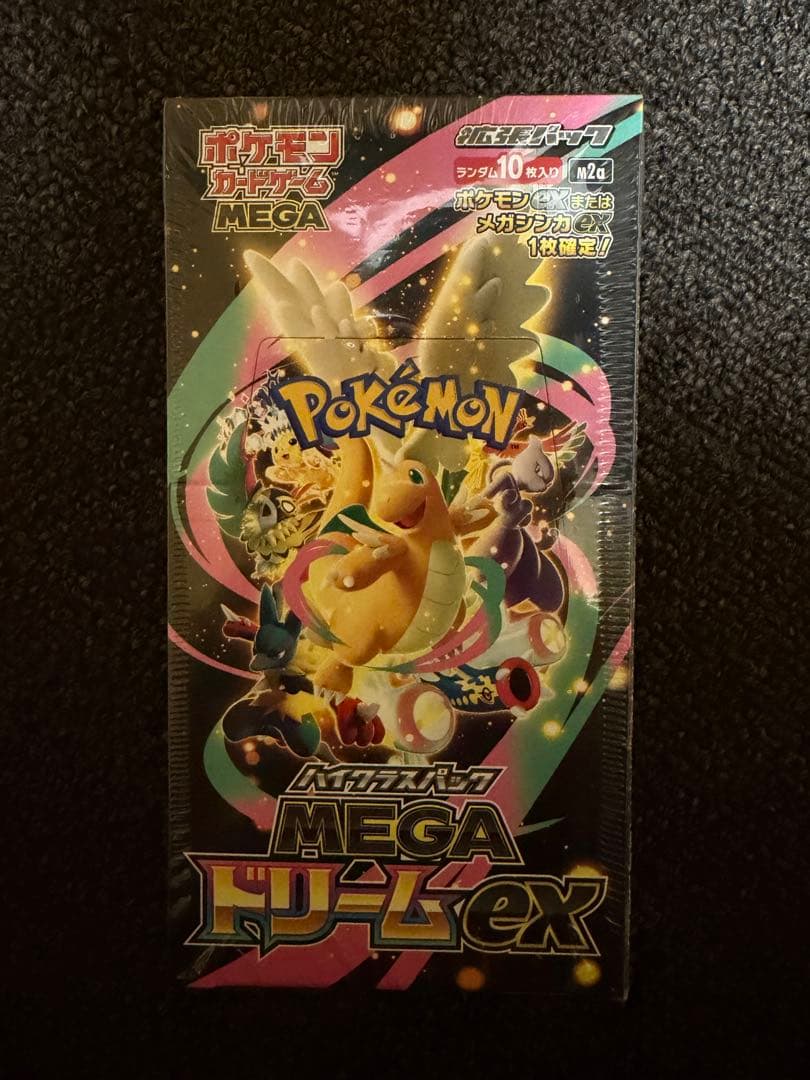 ポケモン
カードゲーム
MEGA
拡張パック
ランダム10枚入り M2a
ポケモンexまたは
メガシンカex
1枚確定！
POKéMON
ハイクラスパック
MEGA
ドリームex